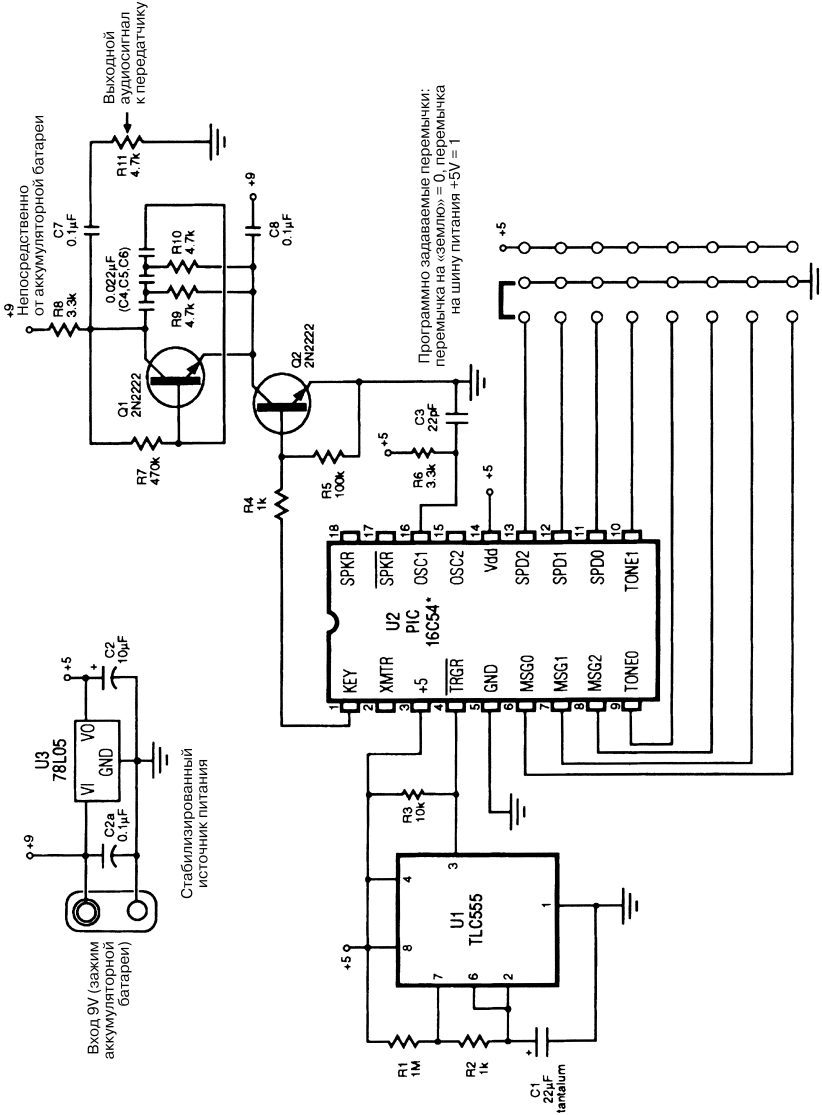 Вход 9V (зажим
аккумуляторной
батареи)
+9
C2a
0.1µF
U3
78L05
VI
VO
GND
+5
+
C2
10µF
Стабилизированный
источник питания
+9
Непосредственно
от аккумуляторной батареи
R8
3.3k
C7
0.1µF
Выходной
аудиосигнал
к передатчику
R11
4.7k
Q1
2N2222
R7
470k
0.022µF
(C4,C5,C6)
R9
4.7k
R10
4.7k
C8
0.1µF
+9
Q2
2N2222
R4
1k
R5
100k
+5
R6
3.3k
C3
22pF
Программно задаваемые перемычки:
перемычка на «землю» = 0, перемычка
на шину питания +5V = 1
U2
PIC
16C54*
1
KEY
2
XMTR
3
+5
4
TRGR
5
GND
6
MSG0
7
MSG1
8
MSG2
9
TONE0
18
SPKR
17
SPKR
16
OSC1
15
OSC2
14
Vdd
13
SPD2
12
SPD1
11
SPD0
10
TONE1
+5
+5
R3
10k
+5
U1
TLC555
3
4
8
7
6
2
1
R1
1M
R2
1k
C1
22µF
tantalum
+